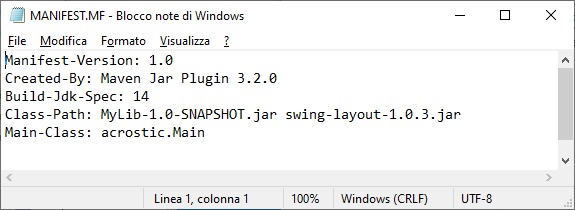 MANIFEST.MF - Blocco note di Windows
File Modifica Formato Visualizza ?
Manifest-Version: 1.0
Created-By: Maven Jar Plugin 3.2.0
Build-Jdk-Spec: 14
Class-Path: MyLib-1.0-SNAPSHOT.jar swing-layout-1.0.3.jar
Main-Class: acrostic.Main
Linea 1, colonna 1 100% Windows (CRLF) UTF-8